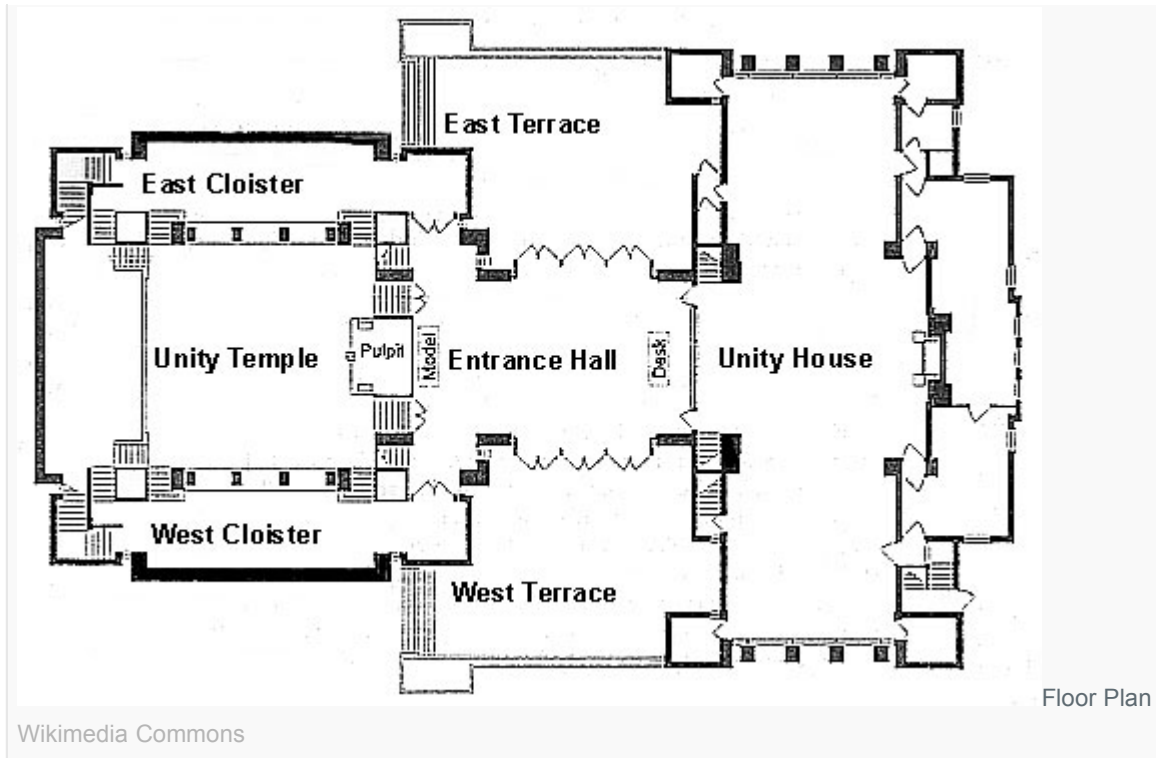 East Terrace
East Cloister
Unity Temple
Pulpit
Model
Entrance Hall
Desk
Unity House
West Cloister
West Terrace
Floor Plan
Wikimedia Commons